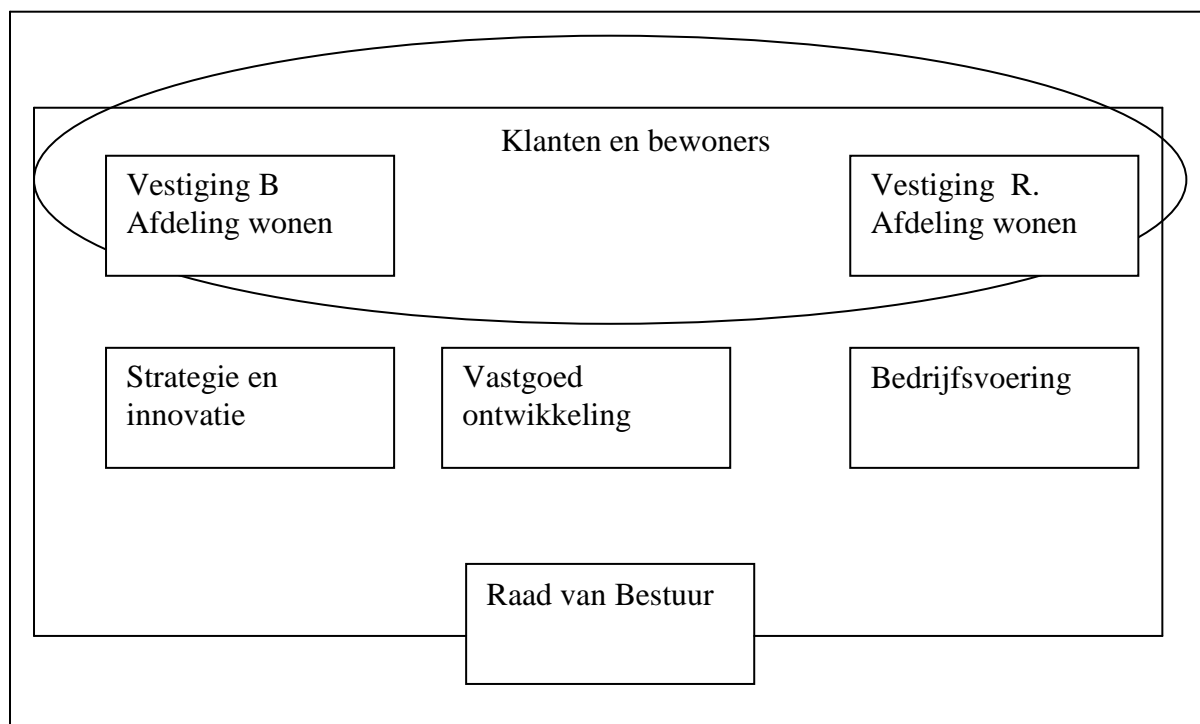 Klanten en bewoners
Vestiging B
Afdeling wonen
Vestiging  R.
Afdeling wonen
Strategie en
innovatie
Vastgoed
ontwikkeling
Bedrijfsvoering
Raad van Bestuur